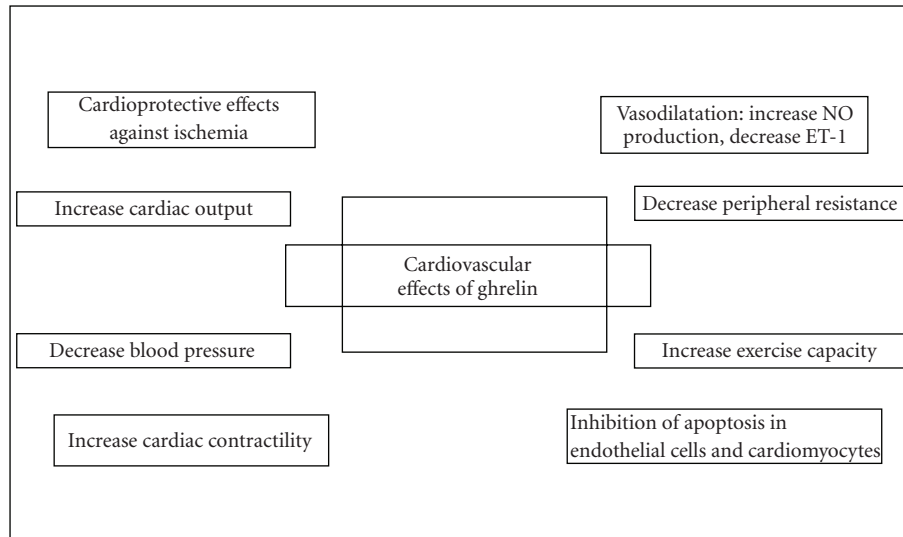 Cardioprotective effects
against ischemia
Vasodilatation: increase NO
production, decrease ET-1
Increase cardiac output
Decrease peripheral resistance
Cardiovascular
effects of ghrelin
Decrease blood pressure
Increase exercise capacity
Increase cardiac contractility
Inhibition of apoptosis in
endothelial cells and cardiomyocytes